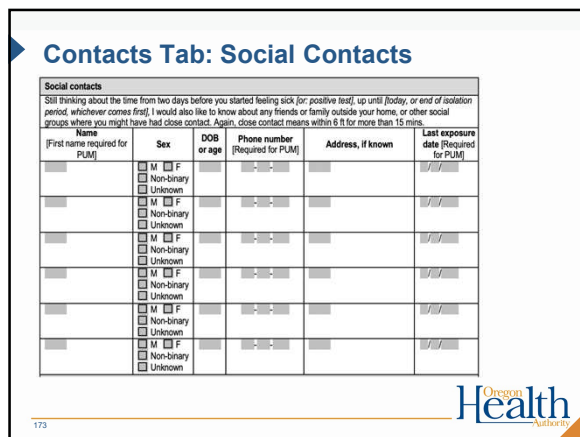 Contacts Tab: Social Contacts
Social contacts
Still thinking about the time from two days before you started feeling sick [or: positive test], up until [today, or end of isolation
period, whichever comes first], I would also like to know about any friends or family outside your home, or other social
groups where you might have had close contact. Again, close contact means within 6 ft for more than 15 mins.
Name
[First name required for
PUM]
Sex
DOB
or age
Phone number
[Required for PUM]
Address, if known
Last exposure
date [Required
for PUM]
M F
Non-binary
Unknown
- -
/ /
M F
Non-binary
Unknown
- -
/ /
M F
Non-binary
Unknown
- -
/ /
M F
Non-binary
Unknown
- -
/ /
M F
Non-binary
Unknown
- -
/ /
M F
Non-binary
Unknown
- -
/ /
173
Oregon
Health
Authority